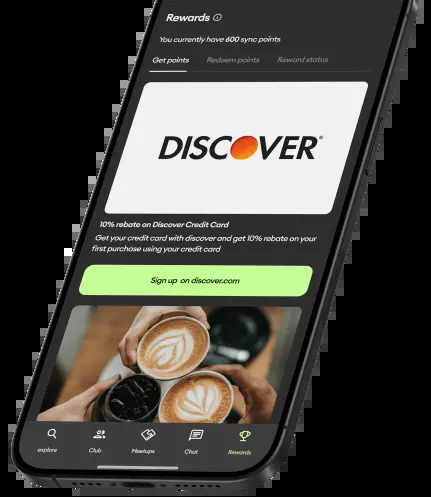 Rewards
You currently have 600 sync points
Get points Redeem points Reward status
DISCOVER®
10% rebate on Discover Credit Card
Get your credit card with discover and get 10% rebate on your
first purchase using your credit card
Sign up on discover.com
explore Club Meetups Chat Rewards